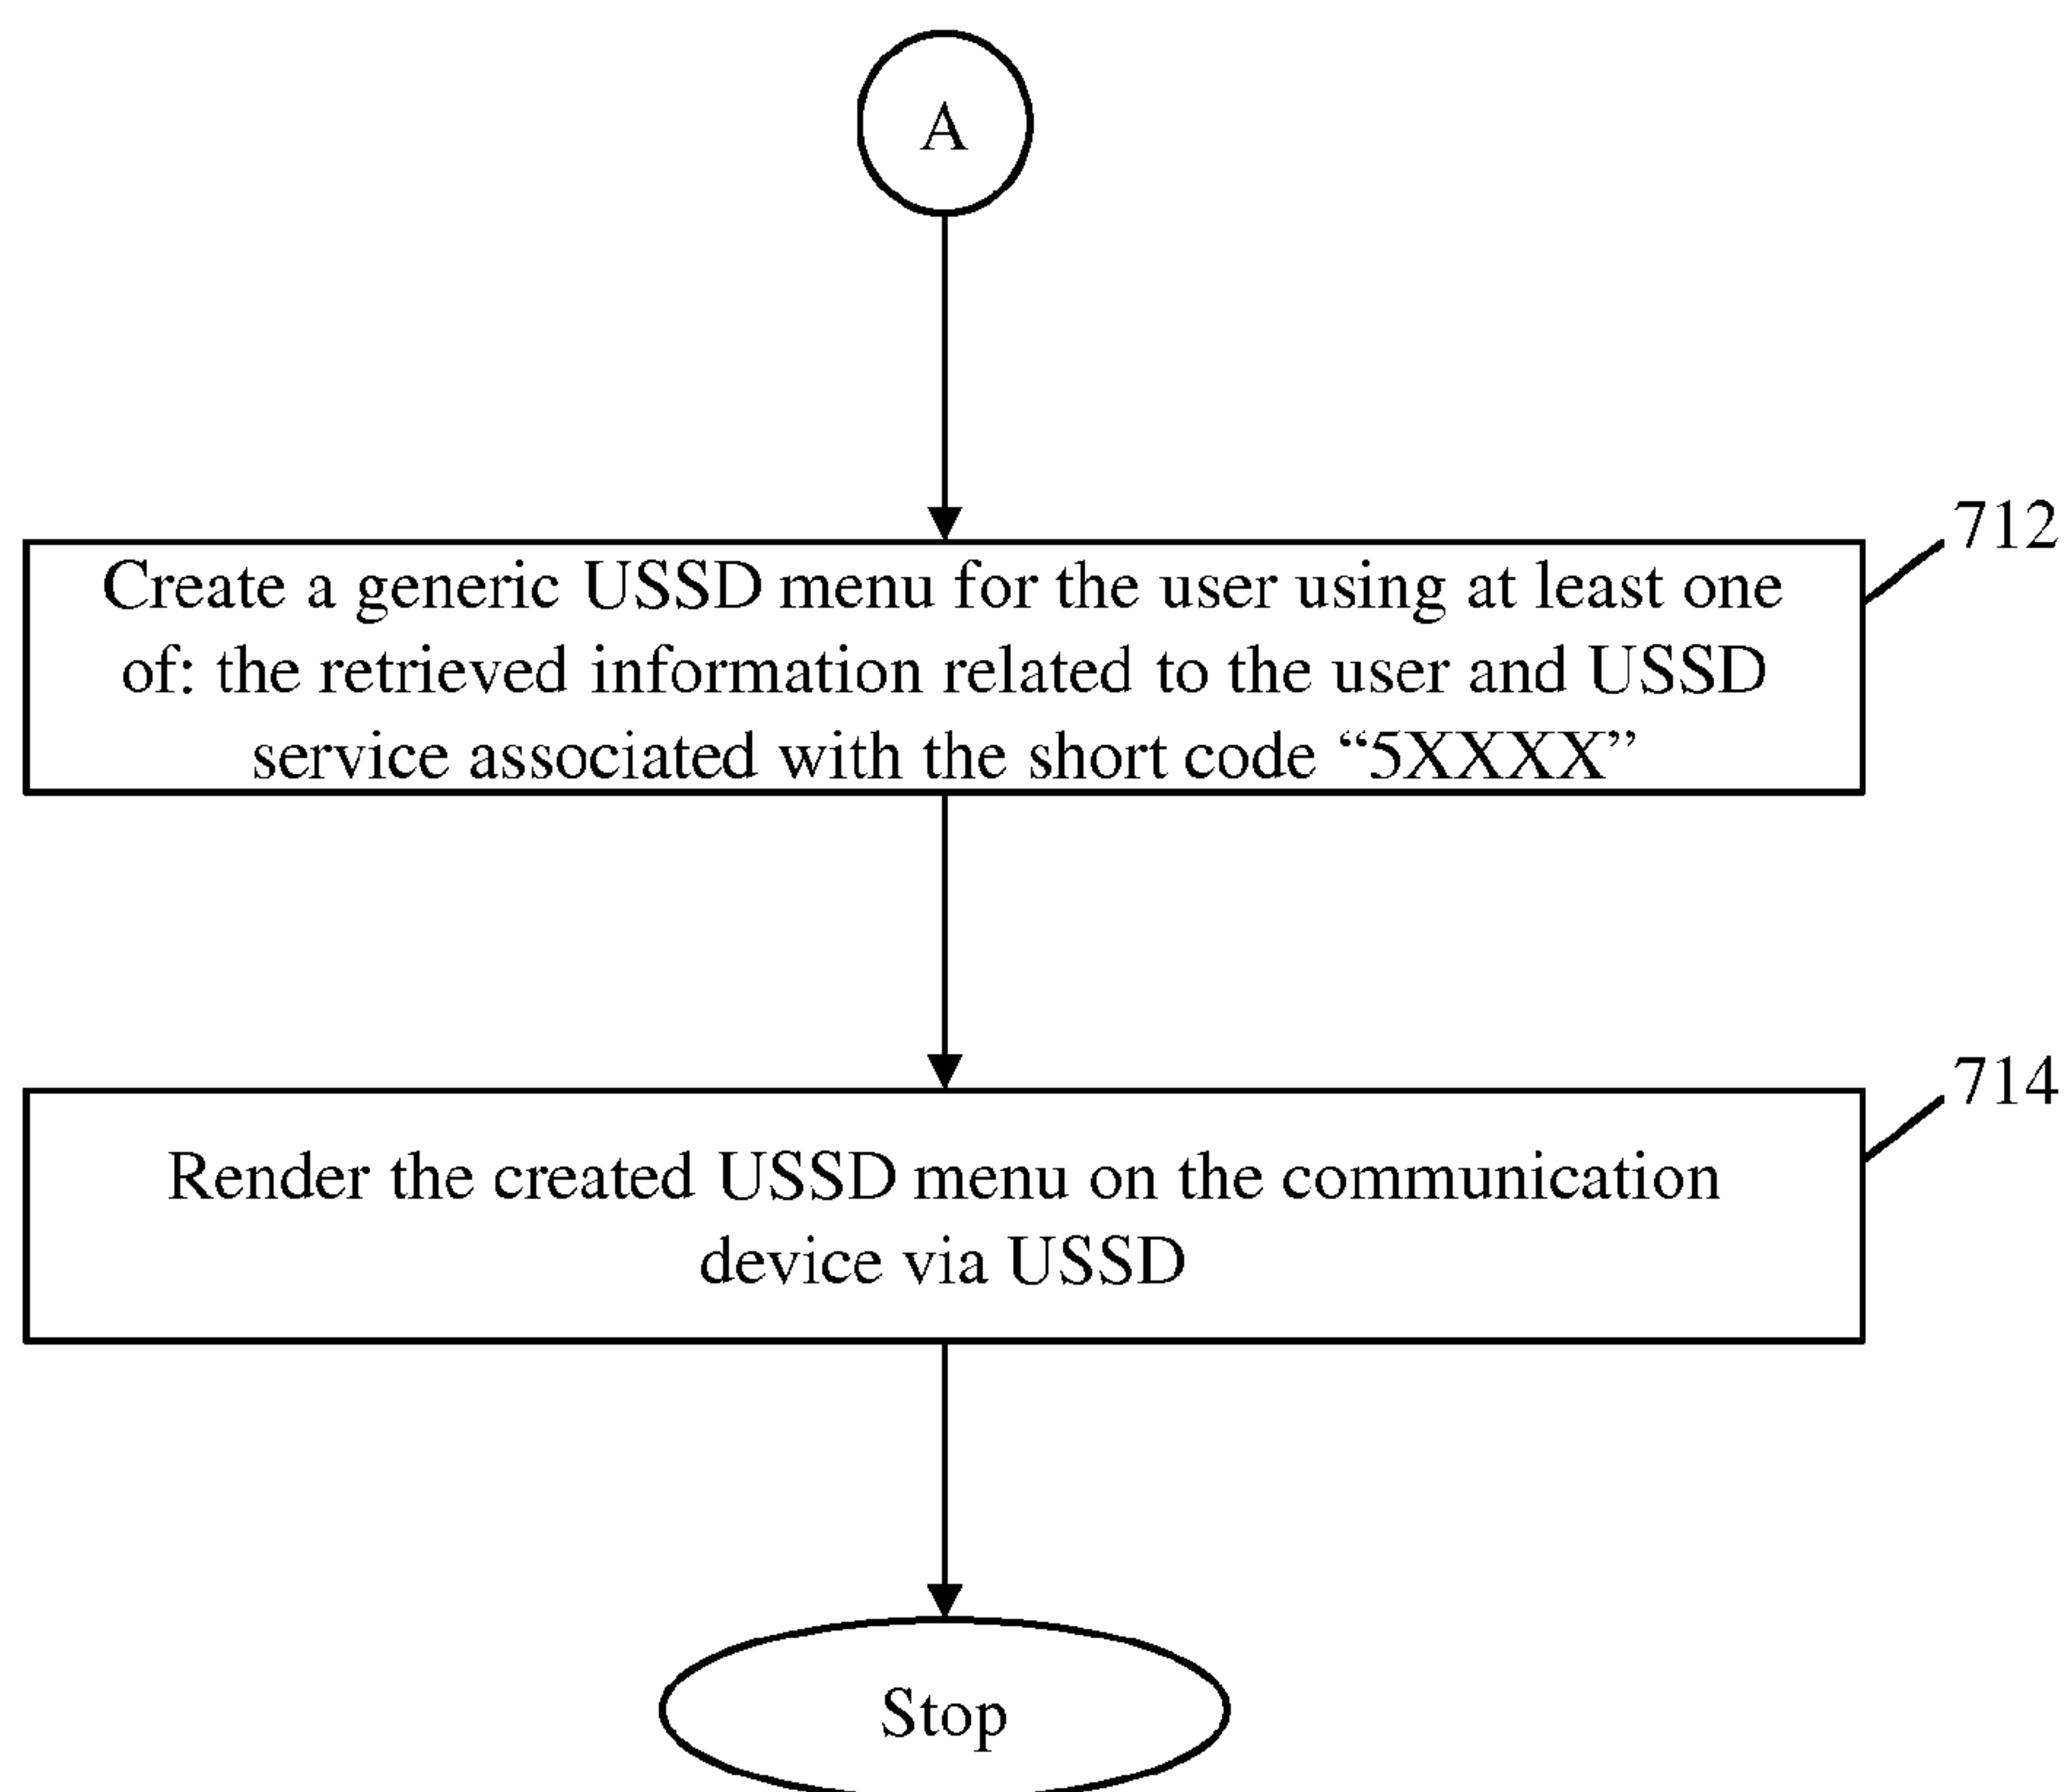 A
712
Create a generic USSD menu for the user using at least one
of: the retrieved information related to the user and USSD
service associated with the short code “5XXXX”
714
Render the created USSD menu on the communication
device via USSD
Stop